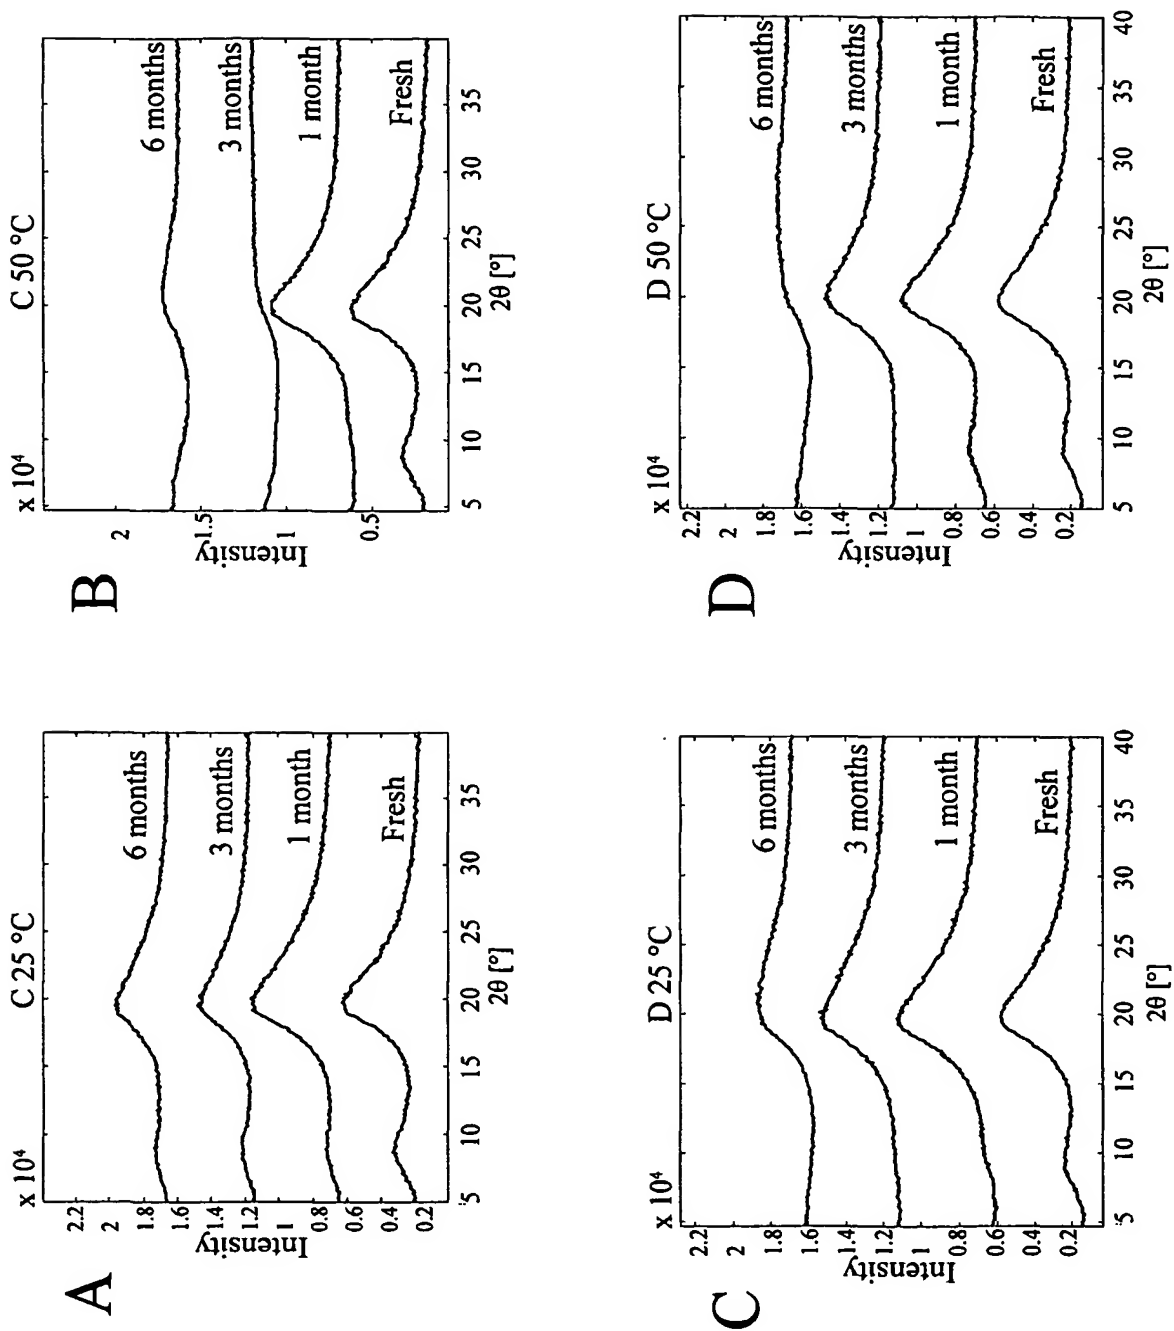 A
x 10⁴
C 25 °C
2.2
2
1.8
1.6
1.4
1.2
1
0.8
0.6
0.4
0.2
Intensity
6 months
3 months
1 month
Fresh
5 10 15 20 25 30 35
2θ [°]
B
x 10⁴
C 50 °C
2
1.5
1
0.5
Intensity
6 months
3 months
1 month
Fresh
5 10 15 20 25 30 35
2θ [°]
C
x 10⁴
D 25 °C
2.2
2
1.8
1.6
1.4
1.2
1
0.8
0.6
0.4
0.2
Intensity
6 months
3 months
1 month
Fresh
5 10 15 20 25 30 35 40
2θ [°]
D
x 10⁴
D 50 °C
2.2
2
1.8
1.6
1.4
1.2
1
0.8
0.6
0.4
0.2
Intensity
6 months
3 months
1 month
Fresh
5 10 15 20 25 30 35 40
2θ [°]